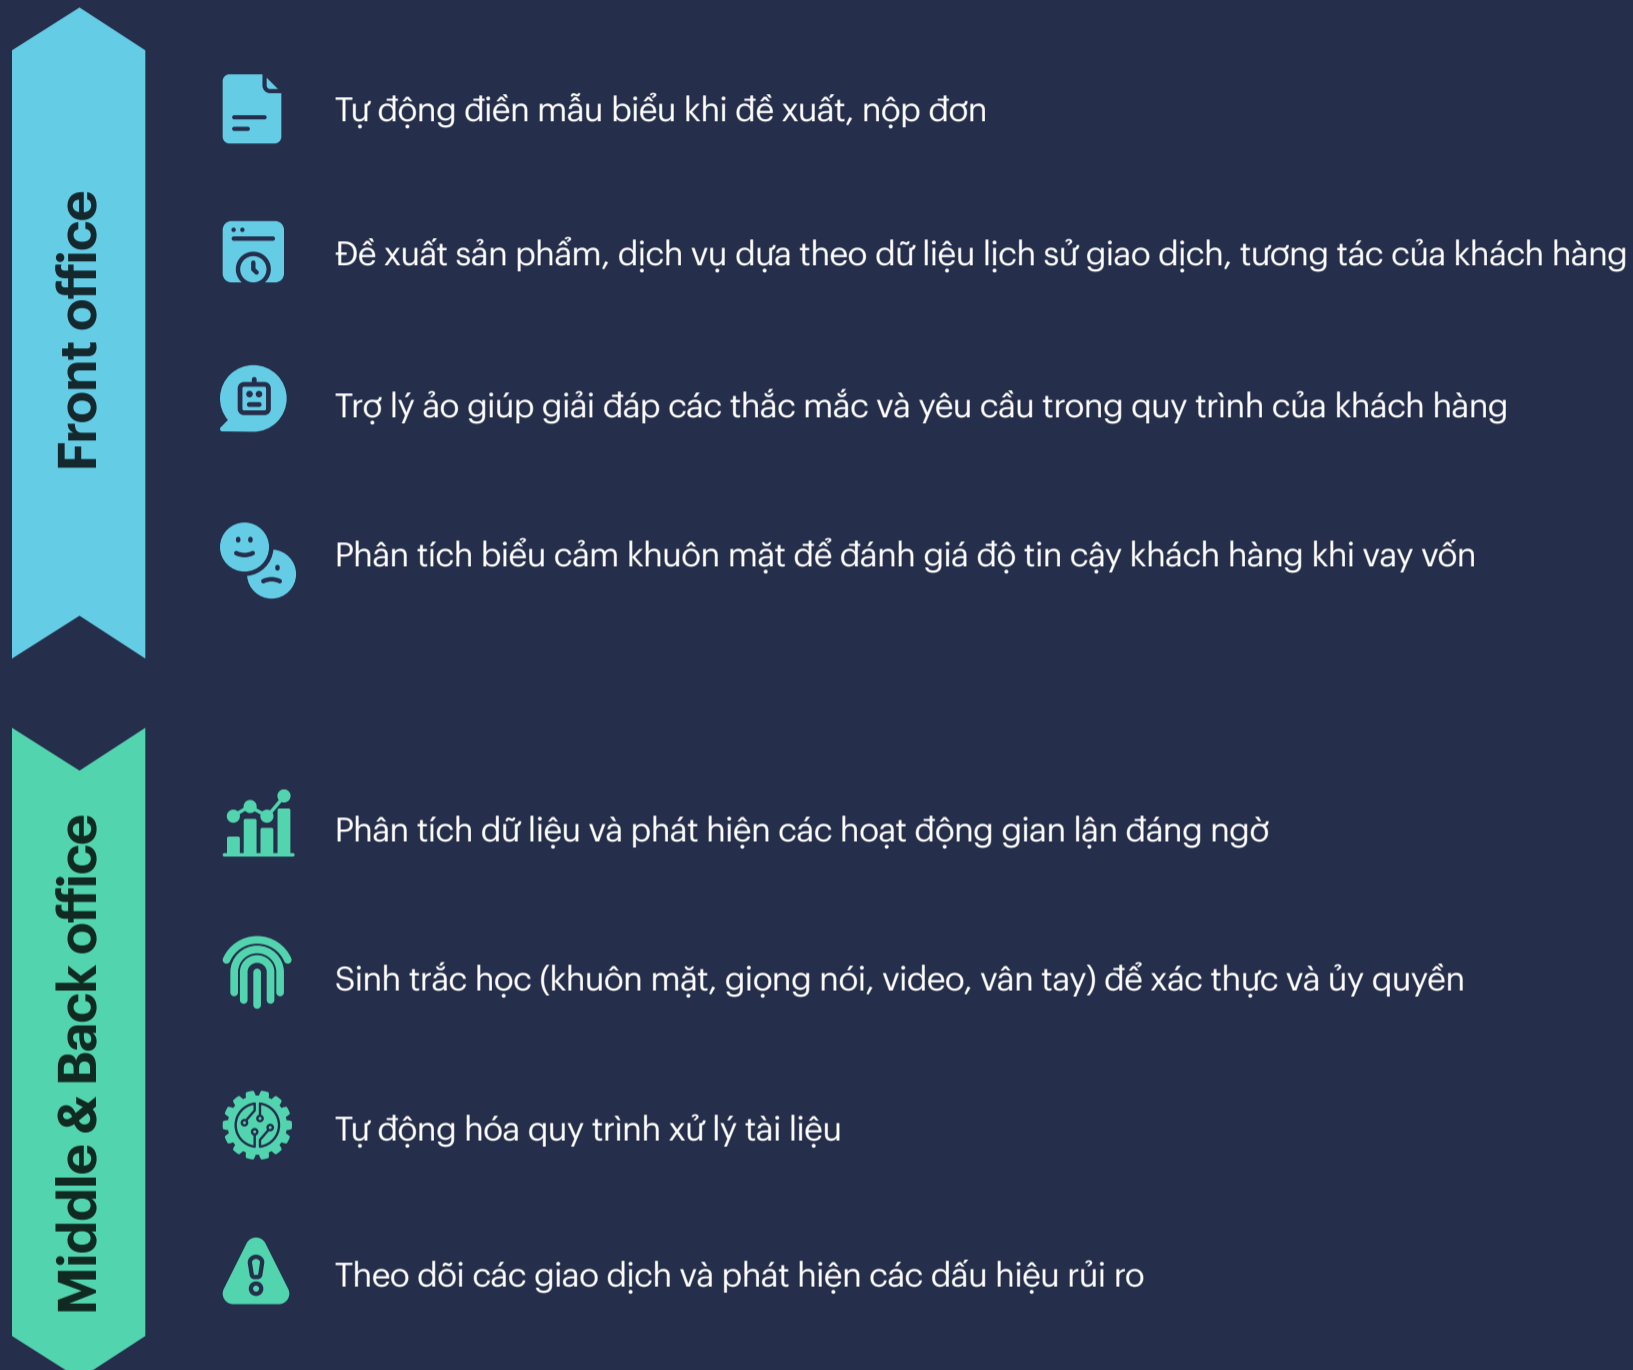 Front office
Tự động điền mẫu biểu khi đề xuất, nộp đơn
Đề xuất sản phẩm, dịch vụ dựa theo dữ liệu lịch sử giao dịch, tương tác của khách hàng
Trợ lý ảo giúp giải đáp các thắc mắc và yêu cầu trong quy trình của khách hàng
Phân tích biểu cảm khuôn mặt để đánh giá độ tin cậy khách hàng khi vay vốn
Middle & Back office
Phân tích dữ liệu và phát hiện các hoạt động gian lận đáng ngờ
Sinh trắc học (khuôn mặt, giọng nói, video, vân tay) để xác thực và ủy quyền
Tự động hóa quy trình xử lý tài liệu
Theo dõi các giao dịch và phát hiện các dấu hiệu rủi ro